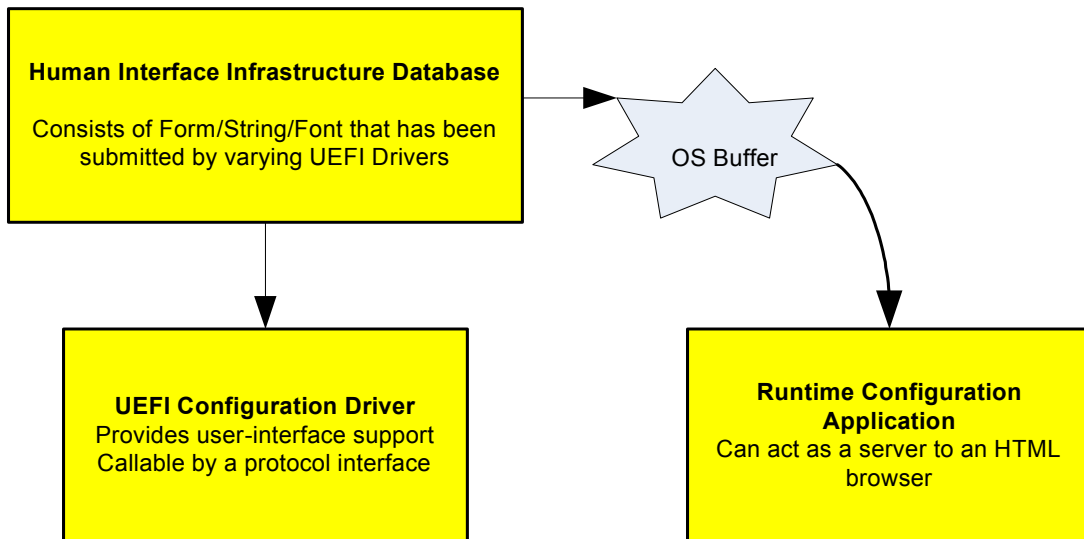 Human Interface Infrastructure Database
Consists of Form/String/Font that has been
submitted by varying UEFI Drivers
OS Buffer
UEFI Configuration Driver
Provides user-interface support
Callable by a protocol interface
Runtime Configuration
Application
Can act as a server to an HTML
browser